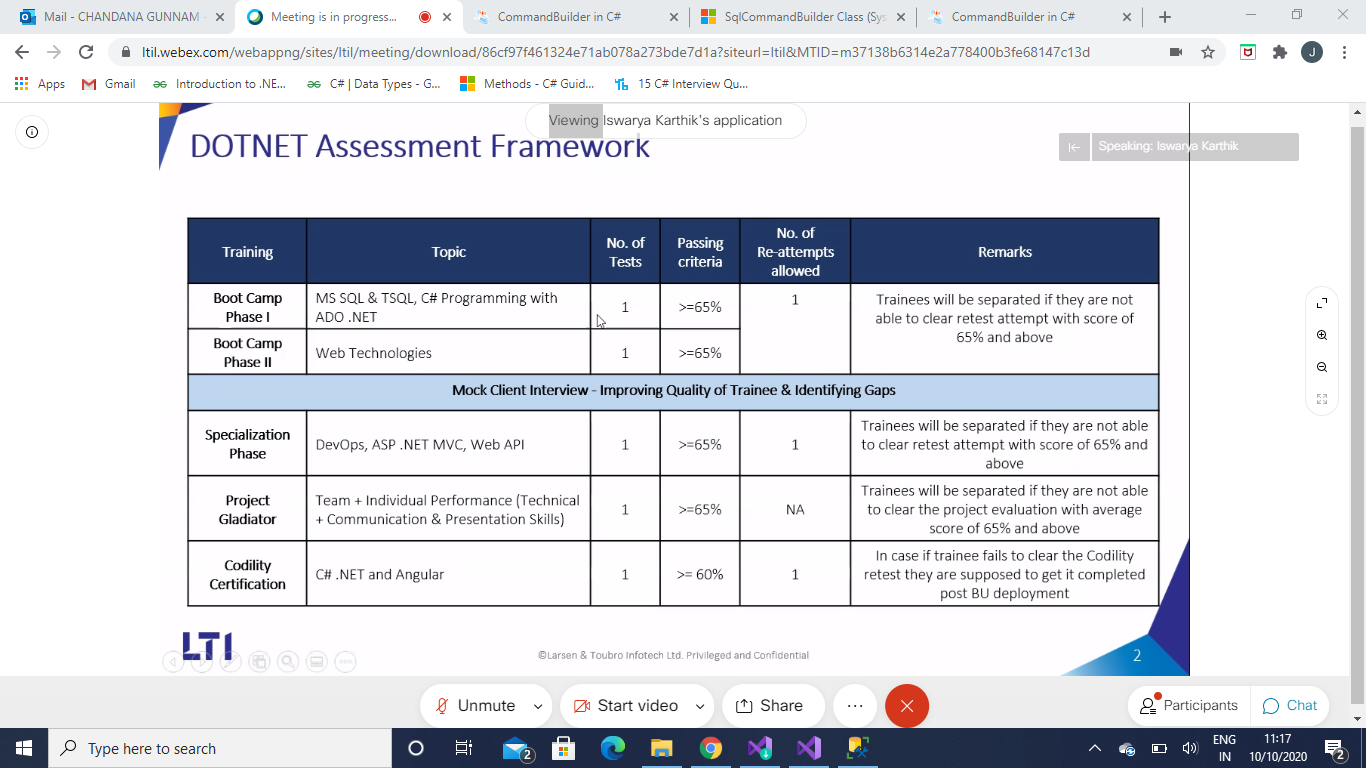 Mail - CHANDANA GUNNAM -
Meeting is in progress...
CommandBuilder in C#
SqlCommandBuilder Class (Sys
CommandBuilder in C#
ltil.webex.com/webappng/sites/ltil/meeting/download/86cf97f461324e71ab078a273bde7d1a?siteurl=ltil&MTID=m37138b6314e2a778400b3fe68147c13d
J
Apps
Gmail
Introduction to .NE...
C# | Data Types - G...
Methods - C# Guid...
15 C# Interview Qu...
Viewing Iswarya Karthik's application
DOTNET Assessment Framework
Speaking: Iswarya Karthik
Training
Topic
No. of
Tests
Passing
criteria
No. of
Re-attempts
allowed
Remarks
Boot Camp
Phase I
MS SQL & TSQL, C# Programming with
ADO .NET
1
>=65%
1
Trainees will be separated if they are not
able to clear retest attempt with score of
65% and above
Boot Camp
Phase II
Web Technologies
1
>=65%
Mock Client Interview - Improving Quality of Trainee & Identifying Gaps
Specialization
Phase
DevOps, ASP .NET MVC, Web API
1
>=65%
1
Trainees will be separated if they are not able
to clear retest attempt with score of 65% and
above
Project
Gladiator
Team + Individual Performance (Technical
+ Communication & Presentation Skills)
1
>=65%
NA
Trainees will be separated if they are not able
to clear the project evaluation with average
score of 65% and above
Codility
Certification
C# .NET and Angular
1
>= 60%
1
In case if trainee fails to clear the Codility
retest they are supposed to get it completed
post BU deployment
LTI
©Larsen & Toubro Infotech Ltd. Privileged and Confidential
2
Unmute
Start video
Share
Participants
Chat
Type here to search
2
ENG
IN
11:17
10/10/2020
2